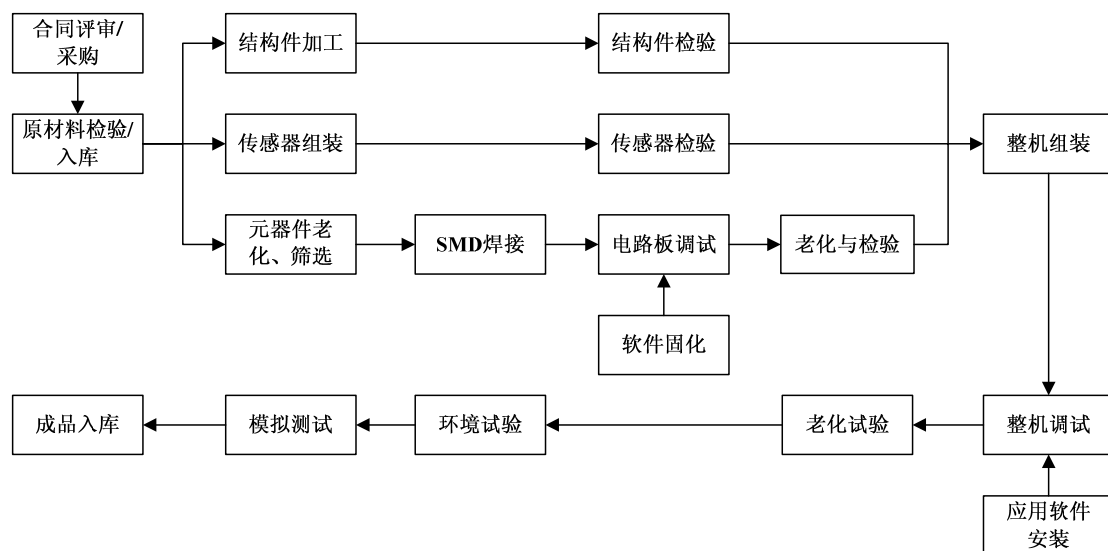 合同评审/
采购
结构件加工
结构件检验
原材料检验/
入库
传感器组装
传感器检验
整机组装
元器件老
化、筛选
SMD焊接
电路板调试
老化与检验
软件固化
成品入库
模拟测试
环境试验
老化试验
整机调试
应用软件
安装